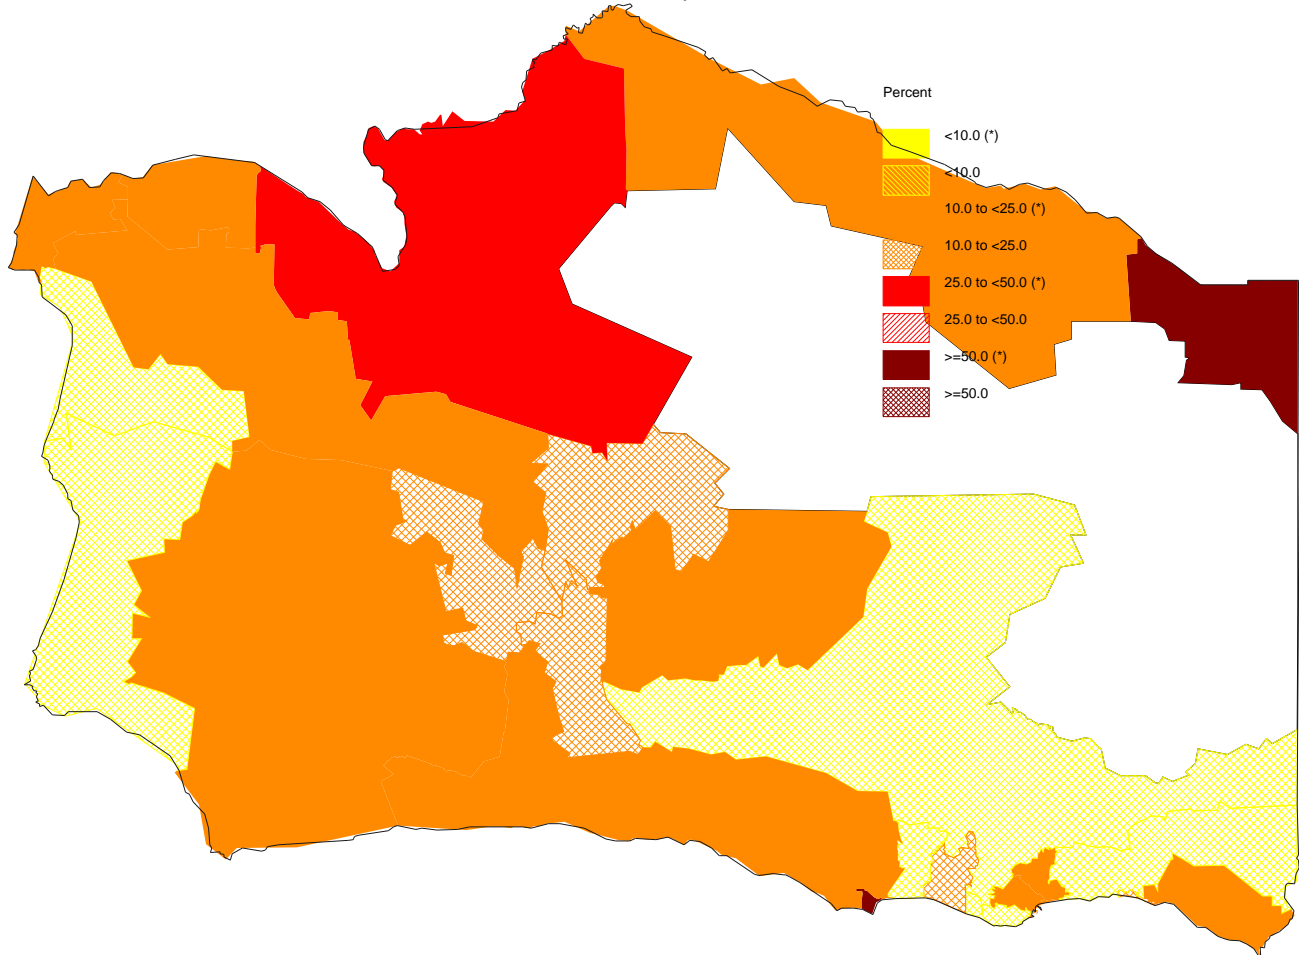 Percent
<10.0 (*)
<10.0
10.0 to <25.0 (*)
10.0 to <25.0
25.0 to <50.0 (*)
25.0 to <50.0
>=50.0 (*)
>=50.0